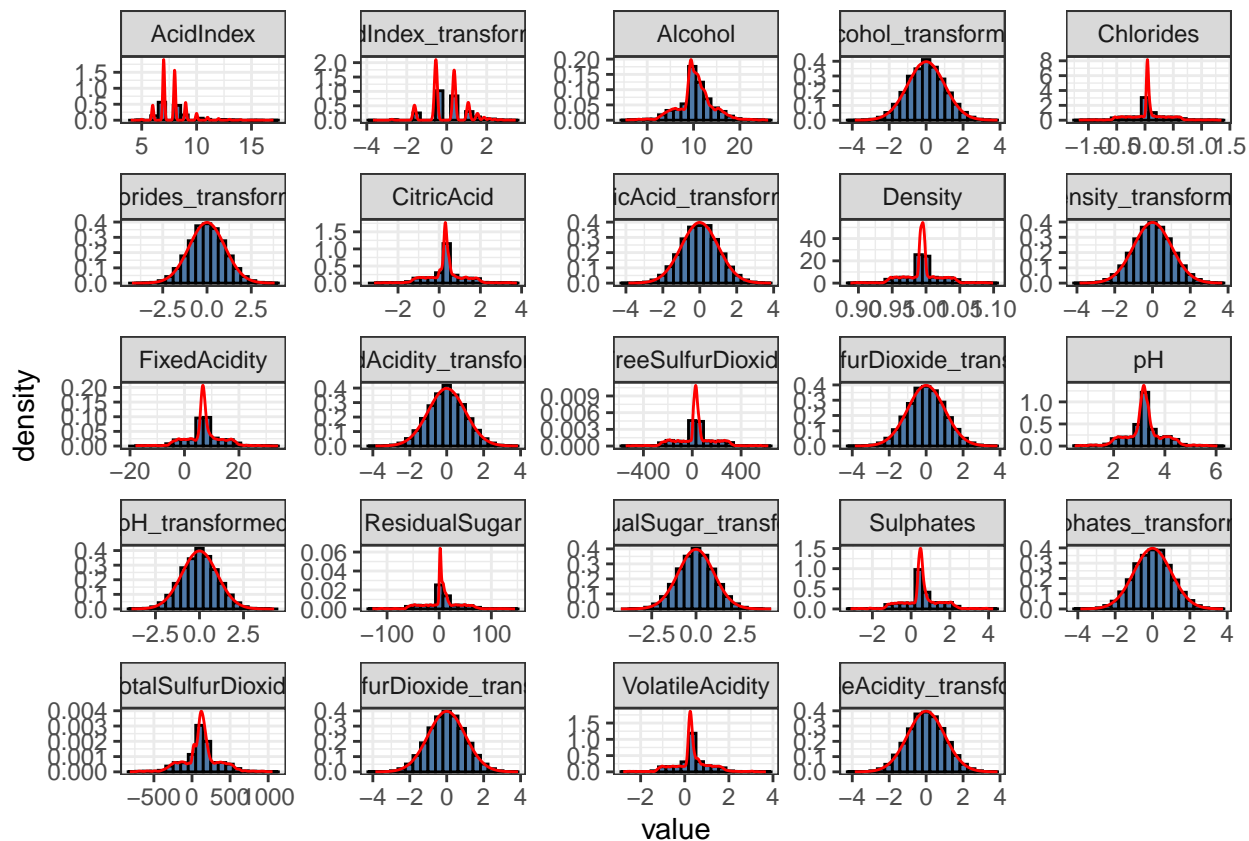 AcidIndex
dIndex_transform
Alcohol
cohol_transform
Chlorides
1.5
1.0
0.5
0.0
5 10 15
2.0
1.5
1.0
0.5
0.0
−4 −2 0 2
0.20
0.15
0.10
0.05
0.00
0 10 20
0.4
0.3
0.2
0.1
0.0
−4 −2 0 2 4
8
6
4
2
0
−1.0 −0.5 0.0 0.5 1.0 1.5
orides_transform
CitricAcid
icAcid_transform
Density
nsity_transform
0.4
0.3
0.2
0.1
0.0
−2.5 0.0 2.5
1.5
1.0
0.5
0.0
−2 0 2 4
0.4
0.3
0.2
0.1
0.0
−4 −2 0 2 4
40
20
0
0.90 0.95 1.00 1.05 1.10
0.4
0.3
0.2
0.1
0.0
−4 −2 0 2 4
density
FixedAcidity
dAcidity_transfor
reeSulfurDioxid
furDioxide_trans
pH
0.20
0.15
0.10
0.05
0.00
−20 0 20
0.4
0.3
0.2
0.1
0.0
−4 −2 0 2 4
0.009
0.006
0.003
0.000
−400 0 400
0.4
0.3
0.2
0.1
0.0
−4 −2 0 2 4
1.0
0.5
0.0
2 4 6
pH_transformed
ResidualSugar
ualSugar_transfo
Sulphates
phates_transform
0.4
0.3
0.2
0.1
0.0
−2.5 0.0 2.5
0.06
0.04
0.02
0.00
−100 0 100
0.4
0.3
0.2
0.1
0.0
−2.5 0.0 2.5
1.5
1.0
0.5
0.0
−2 0 2 4
0.4
0.3
0.2
0.1
0.0
−4 −2 0 2 4
otalSulfurDioxid
furDioxide_trans
VolatileAcidity
eAcidity_transfo
0.004
0.003
0.002
0.001
0.000
−500 0 500 1000
0.4
0.3
0.2
0.1
0.0
−4 −2 0 2 4
1.5
1.0
0.5
0.0
−2 0 2 4
0.4
0.3
0.2
0.1
0.0
−4 −2 0 2 4
value